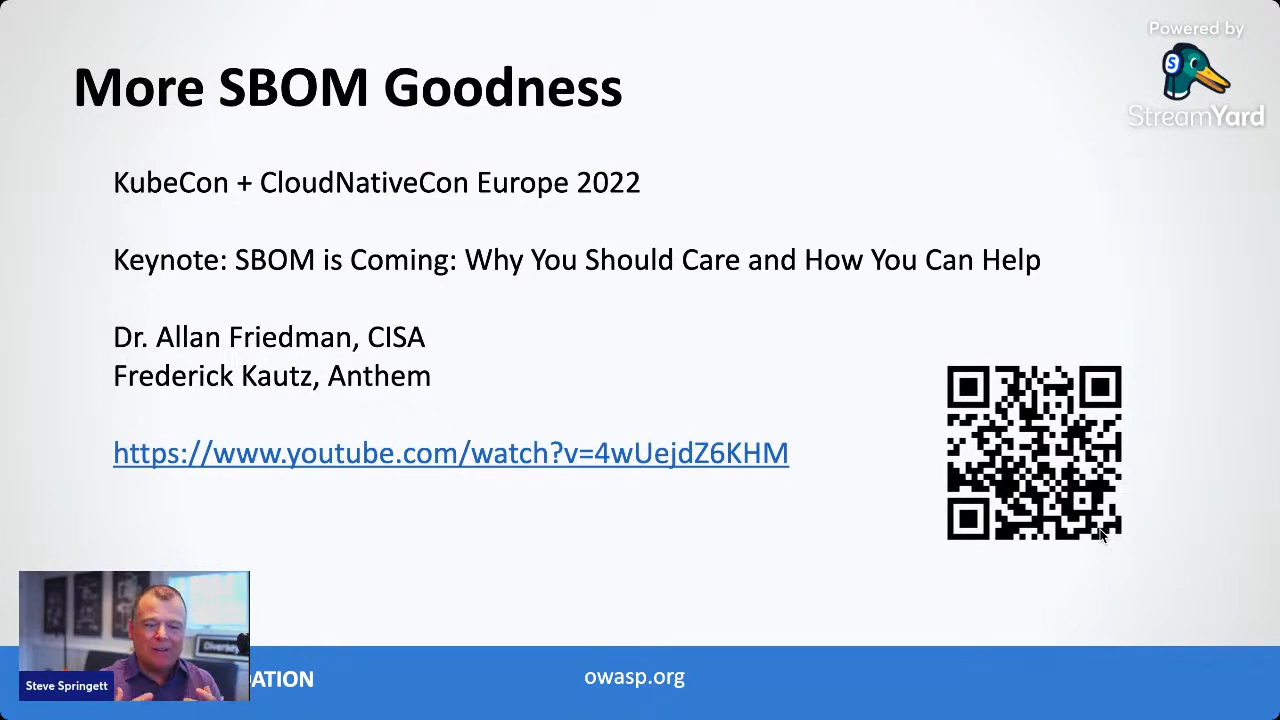 Powered by
StreamYard
More SBOM Goodness
KubeCon + CloudNativeCon Europe 2022
Keynote: SBOM is Coming: Why You Should Care and How You Can Help
Dr. Allan Friedman, CISA
Frederick Kautz, Anthem
https://www.youtube.com/watch?v=4wUejdZ6KHM
Steve Springett
DATION
owasp.org